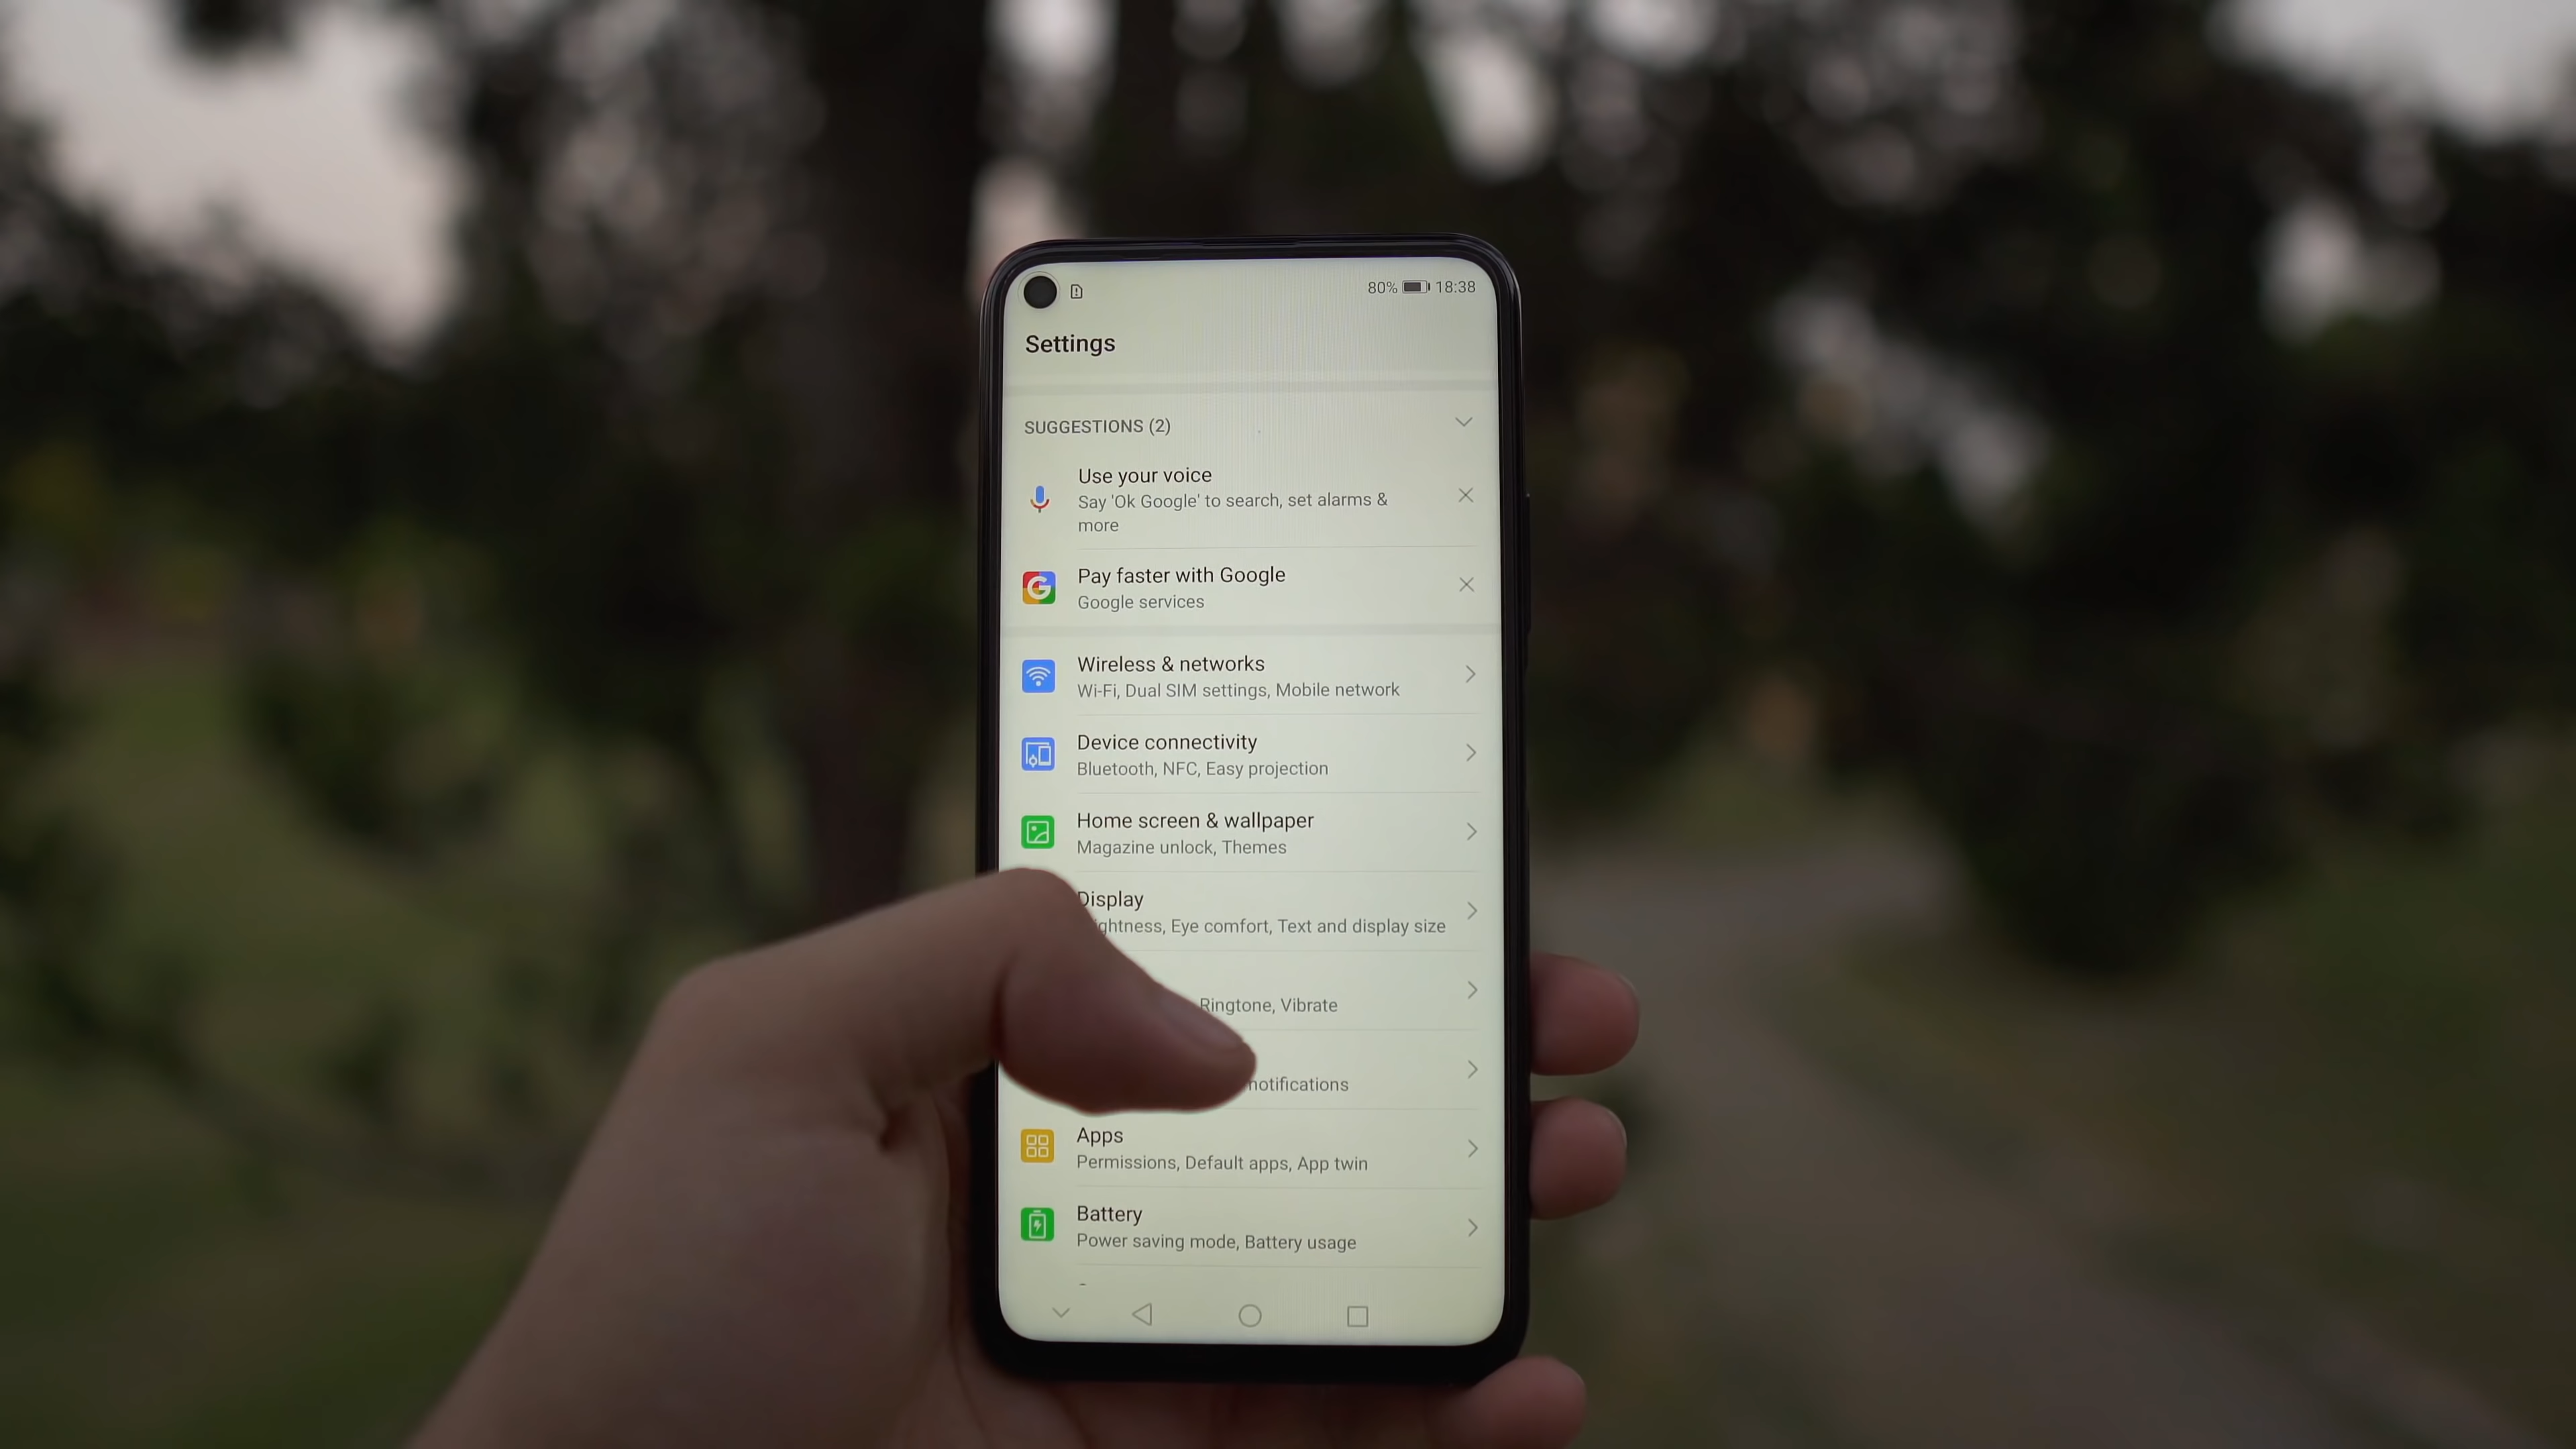 80% 18:38
Settings
SUGGESTIONS (2)
Use your voice
Say 'Ok Google' to search, set alarms &
more
Pay faster with Google
Google services
Wireless & networks
Wi-Fi, Dual SIM settings, Mobile network
Device connectivity
Bluetooth, NFC, Easy projection
Home screen & wallpaper
Magazine unlock, Themes
Display
Eye comfort, Text and display size
Ringtone, Vibrate
notifications
Apps
Permissions, Default apps, App twin
Battery
Power saving mode, Battery usage